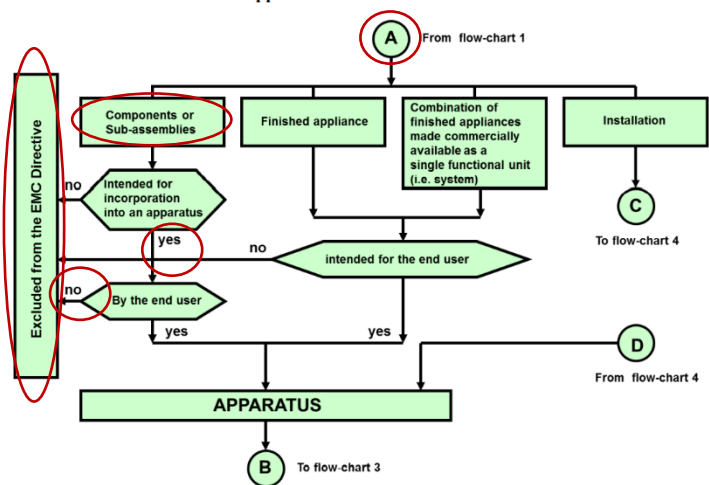 A
From flow-chart 1
Components or
Sub-assemblies
Finished appliance
Combination of
finished appliances
made commercially
available as a
single functional unit
(i.e. system)
Installation
Excluded from the EMC Directive
no
Intended for
incorporation
into an apparatus
C
To flow-chart 4
yes
no
intended for the end user
no
By the end user
yes
yes
D
From flow-chart 4
APPARATUS
B
To flow-chart 3